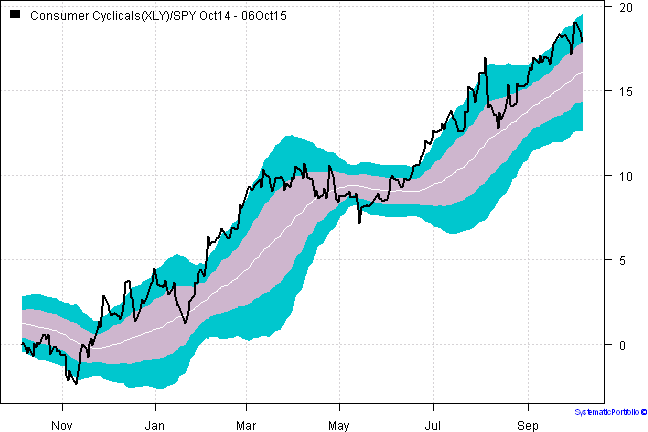 Consumer Cyclicals(XLY)/SPY Oct14 - 06Oct15
20
15
10
5
0
Nov Jan Mar May Jul Sep
SystematicPortfolio ©